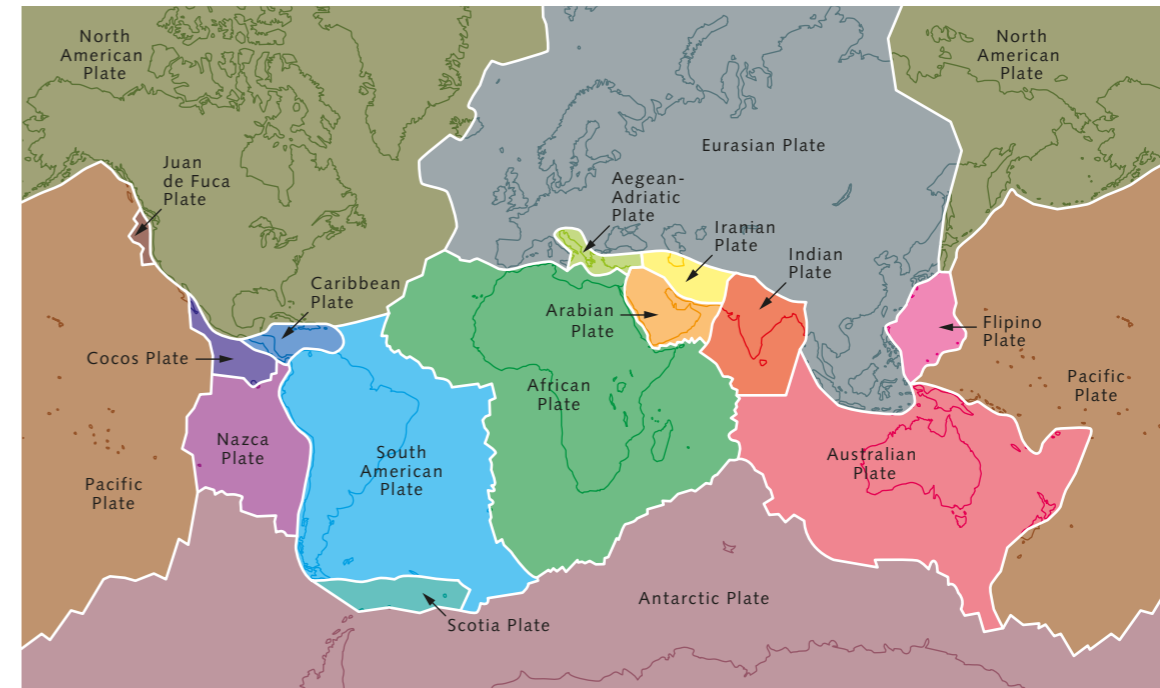 North
American
Plate
North
American
Plate
Eurasian Plate
Juan
de Fuca
Plate
Aegean-
Adriatic
Plate
Iranian
Plate
Indian
Plate
Caribbean
Plate
Arabian
Plate
Flipino
Plate
Cocos Plate
African
Plate
Pacific
Plate
Nazca
Plate
South
American
Plate
Australian
Plate
Pacific
Plate
Antarctic Plate
Scotia Plate